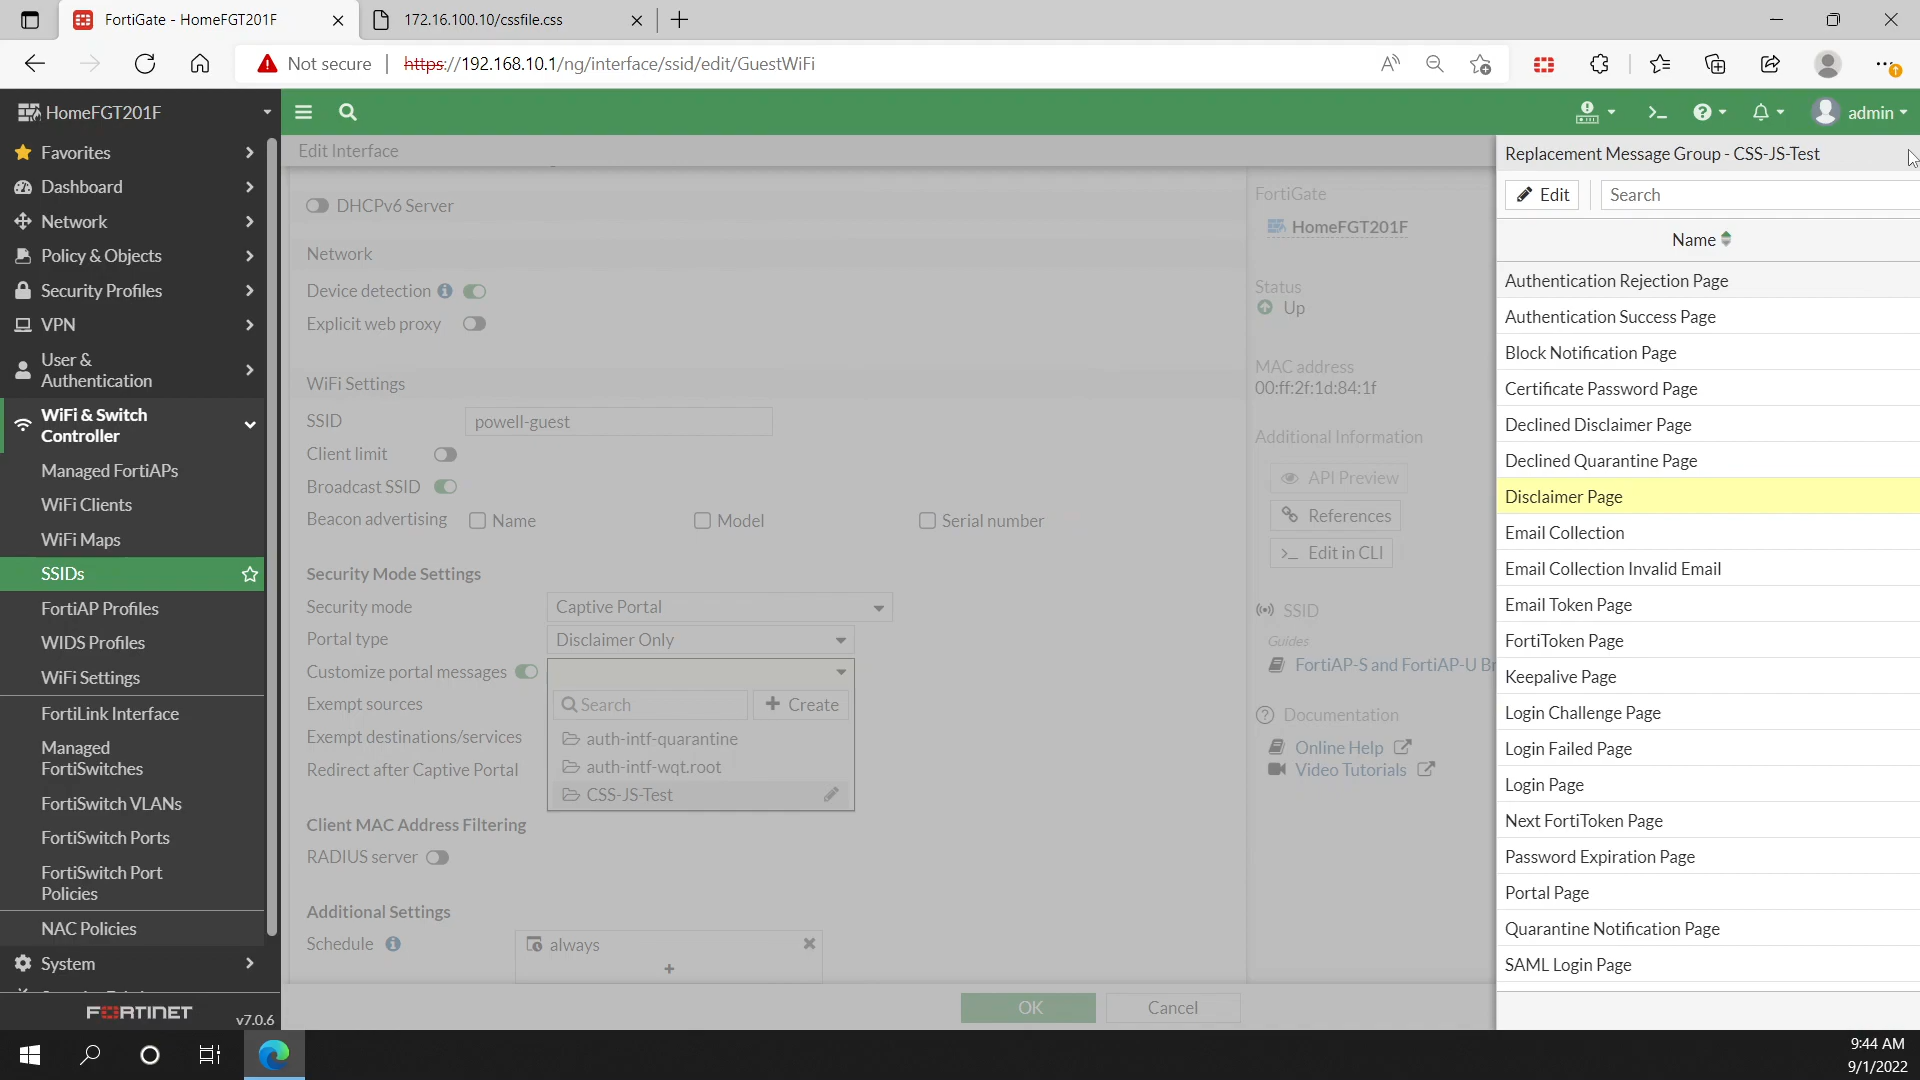 FortiGate - HomeFGT201F
172.16.100.10/cssfile.css
Not secure
https://192.168.10.1/ng/interface/ssid/edit/GuestWiFi
HomeFGT201F
admin
Favorites
Dashboard
Network
Policy & Objects
Security Profiles
VPN
User &
Authentication
WiFi & Switch
Controller
Managed FortiAPs
WiFi Clients
WiFi Maps
SSIDs
FortiAP Profiles
WIDS Profiles
WiFi Settings
FortiLink Interface
Managed
FortiSwitches
FortiSwitch VLANs
FortiSwitch Ports
FortiSwitch Port
Policies
NAC Policies
System
FORTINET
v7.0.6
Edit Interface
DHCPv6 Server
Network
Device detection
Explicit web proxy
WiFi Settings
SSID powell-guest
Client limit
Broadcast SSID
Beacon advertising Name Model Serial number
Security Mode Settings
Security mode Captive Portal
Portal type Disclaimer Only
Customize portal messages
Search Create
Exempt sources
auth-intf-quarantine
Exempt destinations/services
auth-intf-wqt.root
Redirect after Captive Portal
CSS-JS-Test
Client MAC Address Filtering
RADIUS server
Additional Settings
Schedule always
OK Cancel
FortiGate
HomeFGT201F
Status
Up
MAC address
00:ff:2f:1d:84:1f
Additional Information
API Preview
References
Edit in CLI
SSID
Guides
FortiAP-S and FortiAP-U Br
Documentation
Online Help
Video Tutorials
Replacement Message Group - CSS-JS-Test
Edit Search
Name
Authentication Rejection Page
Authentication Success Page
Block Notification Page
Certificate Password Page
Declined Disclaimer Page
Declined Quarantine Page
Disclaimer Page
Email Collection
Email Collection Invalid Email
Email Token Page
FortiToken Page
Keepalive Page
Login Challenge Page
Login Failed Page
Login Page
Next FortiToken Page
Password Expiration Page
Portal Page
Quarantine Notification Page
SAML Login Page
9:44 AM
9/1/2022